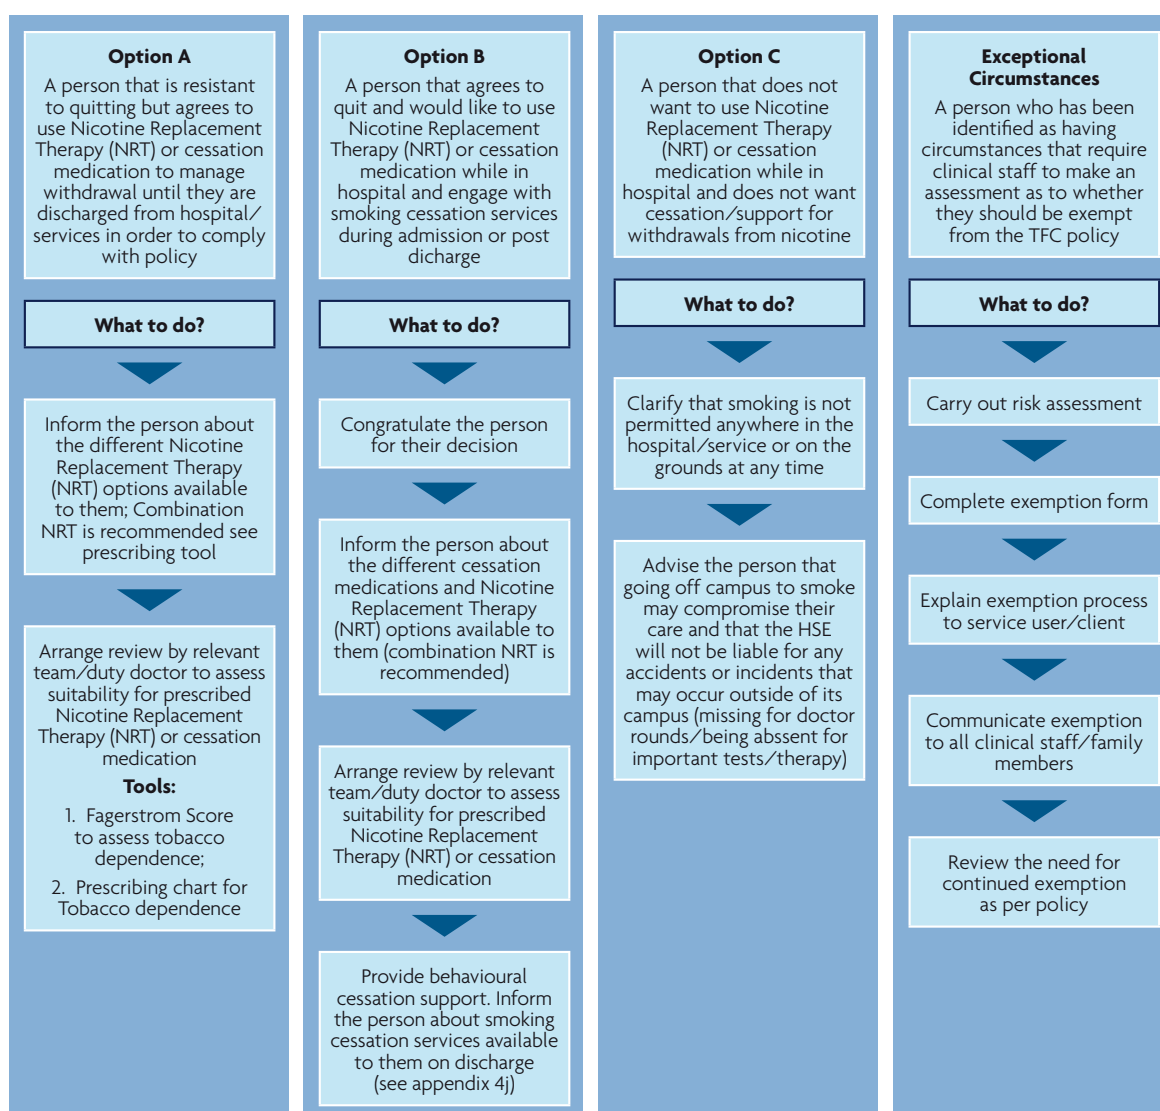 Option A
A person that is resistant
to quitting but agrees to
use Nicotine Replacement
Therapy (NRT) or cessation
medication to manage
withdrawal until they are
discharged from hospital/
services in order to comply
with policy
What to do?
Inform the person about
the different Nicotine
Replacement Therapy
(NRT) options available
to them; Combination
NRT is recommended see
prescribing tool
Arrange review by relevant
team/duty doctor to assess
suitability for prescribed
Nicotine Replacement
Therapy (NRT) or cessation
medication
Tools:
1. Fagerstrom Score
to assess tobacco
dependence;
2. Prescribing chart for
Tobacco dependence
Option B
A person that agrees to
quit and would like to use
Nicotine Replacement
Therapy (NRT) or cessation
medication while in
hospital and engage with
smoking cessation services
during admission or post
dicharge
What to do?
Congratulate the person
for their decision
Inform the person about
the different cessation
medications and Nicotine
Replacement Therapy
(NRT) options available to
them (combination NRT is
recommended)
Arrange review by relevant
team/duty doctor to assess
suitability for prescribed
Nicotine Replacement
Therapy (NRT) or cessation
medication
Provide behavioural
cessation support. Inform
the person about smoking
cessation services available
to them on discharge
(see appendix 4j)
Option C
A person that does not
want to use Nicotine
Replacement Therapy
(NRT) or cessation
medication while in
hospital and does not want
cessation/support for
withdrawals from nicotine
What to do?
Clarify that smoking is not
permitted anywhere in the
hospital/service or on the
grounds at any time
Advise the person that
going off campus to smoke
may compromise their
care and that the HSE
will not be liable for any
accidents or incidents that
may occur outside of its
campus (missing for doctor
rounds/being abssent for
important tests/therapy)
Exceptional
Circumstances
A person who has been
identified as having
circumstances that require
clinical staff to make an
assessment as to whether
they should be exempt
from the TFC policy
What to do?
Carry out risk assessment
Complete exemption form
Explain exemption process
to service user/client
Communicate exemption
to all clinical staff/family
members
Review the need for
continued exemption
as per policy